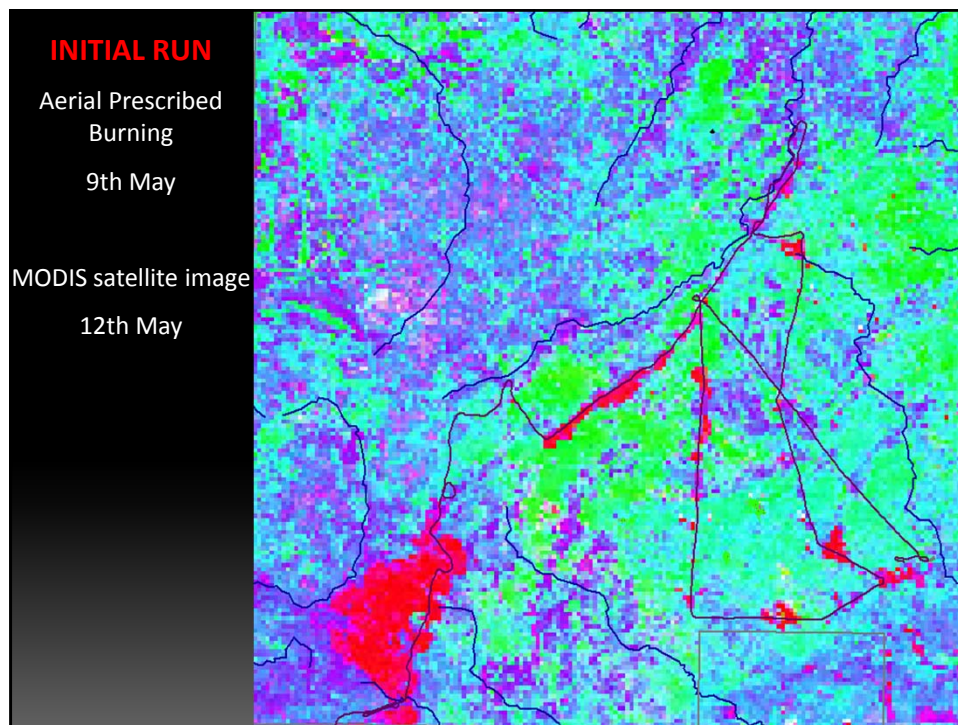 INITIAL RUN
Aerial Prescribed
Burning
9th May
MODIS satellite image
12th May